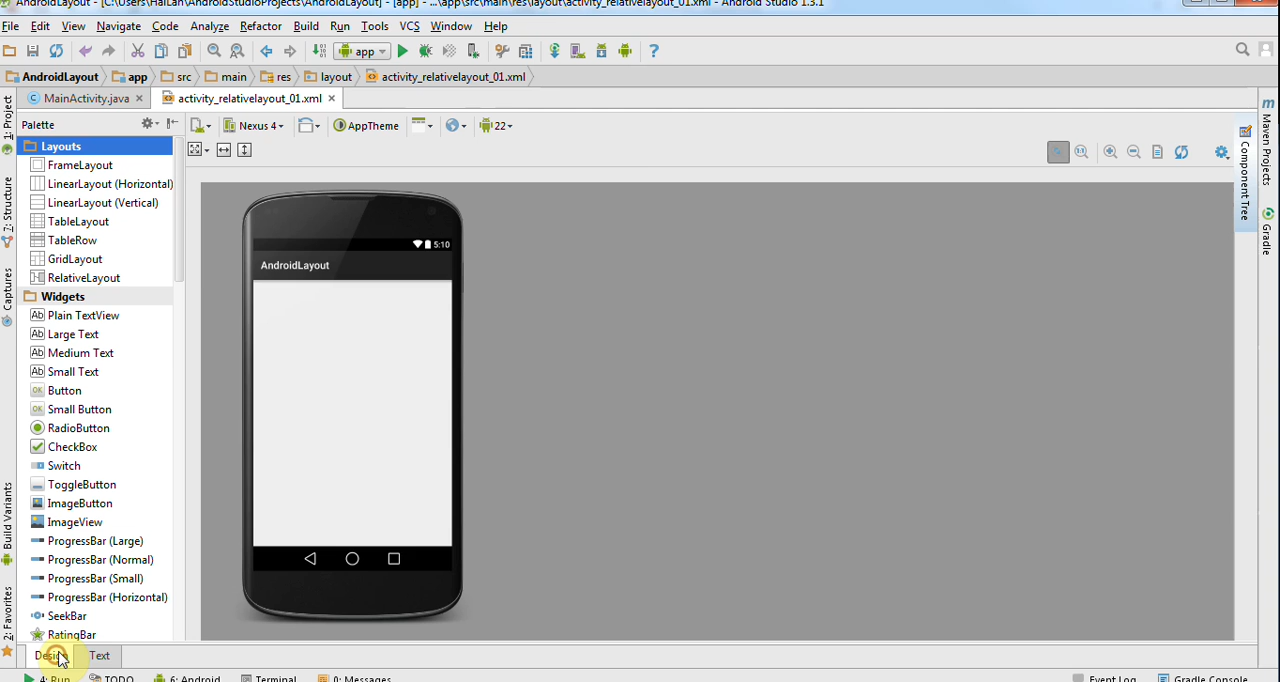 AndroidLayout - [C:\Users\HaiLan\AndroidStudioProjects\AndroidLayout] - [app] - ...\app\src\main\res\layout\activity_relativelayout_01.xml - Android Studio 1.3.1
File Edit View Navigate Code Analyze Refactor Build Run Tools VCS Window Help
app
AndroidLayout app src main res layout activity_relativelayout_01.xml
MainActivity.java activity_relativelayout_01.xml
Palette Nexus 4 AppTheme 22
Layouts
FrameLayout
LinearLayout (Horizontal)
LinearLayout (Vertical)
TableLayout
TableRow
GridLayout
RelativeLayout
Widgets
Plain TextView
Large Text
Medium Text
Small Text
Button
Small Button
RadioButton
CheckBox
Switch
ToggleButton
ImageButton
ImageView
ProgressBar (Large)
ProgressBar (Normal)
ProgressBar (Small)
ProgressBar (Horizontal)
SeekBar
RatingBar
5:10
AndroidLayout
1: Project
7: Structure
Captures
Build Variants
2: Favorites
Component Tree
Maven Projects
Gradle
Design Text
4: Run TODO 6: Android Terminal 0: Messages Event Log Gradle Console